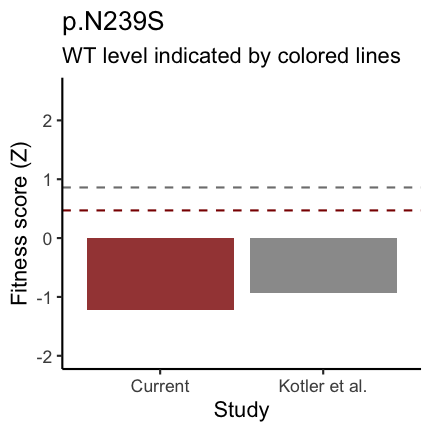 p.N239S
WT level indicated by colored lines
Fitness score (Z)
2
1
0
-1
-2
Current Kotler et al.
Study